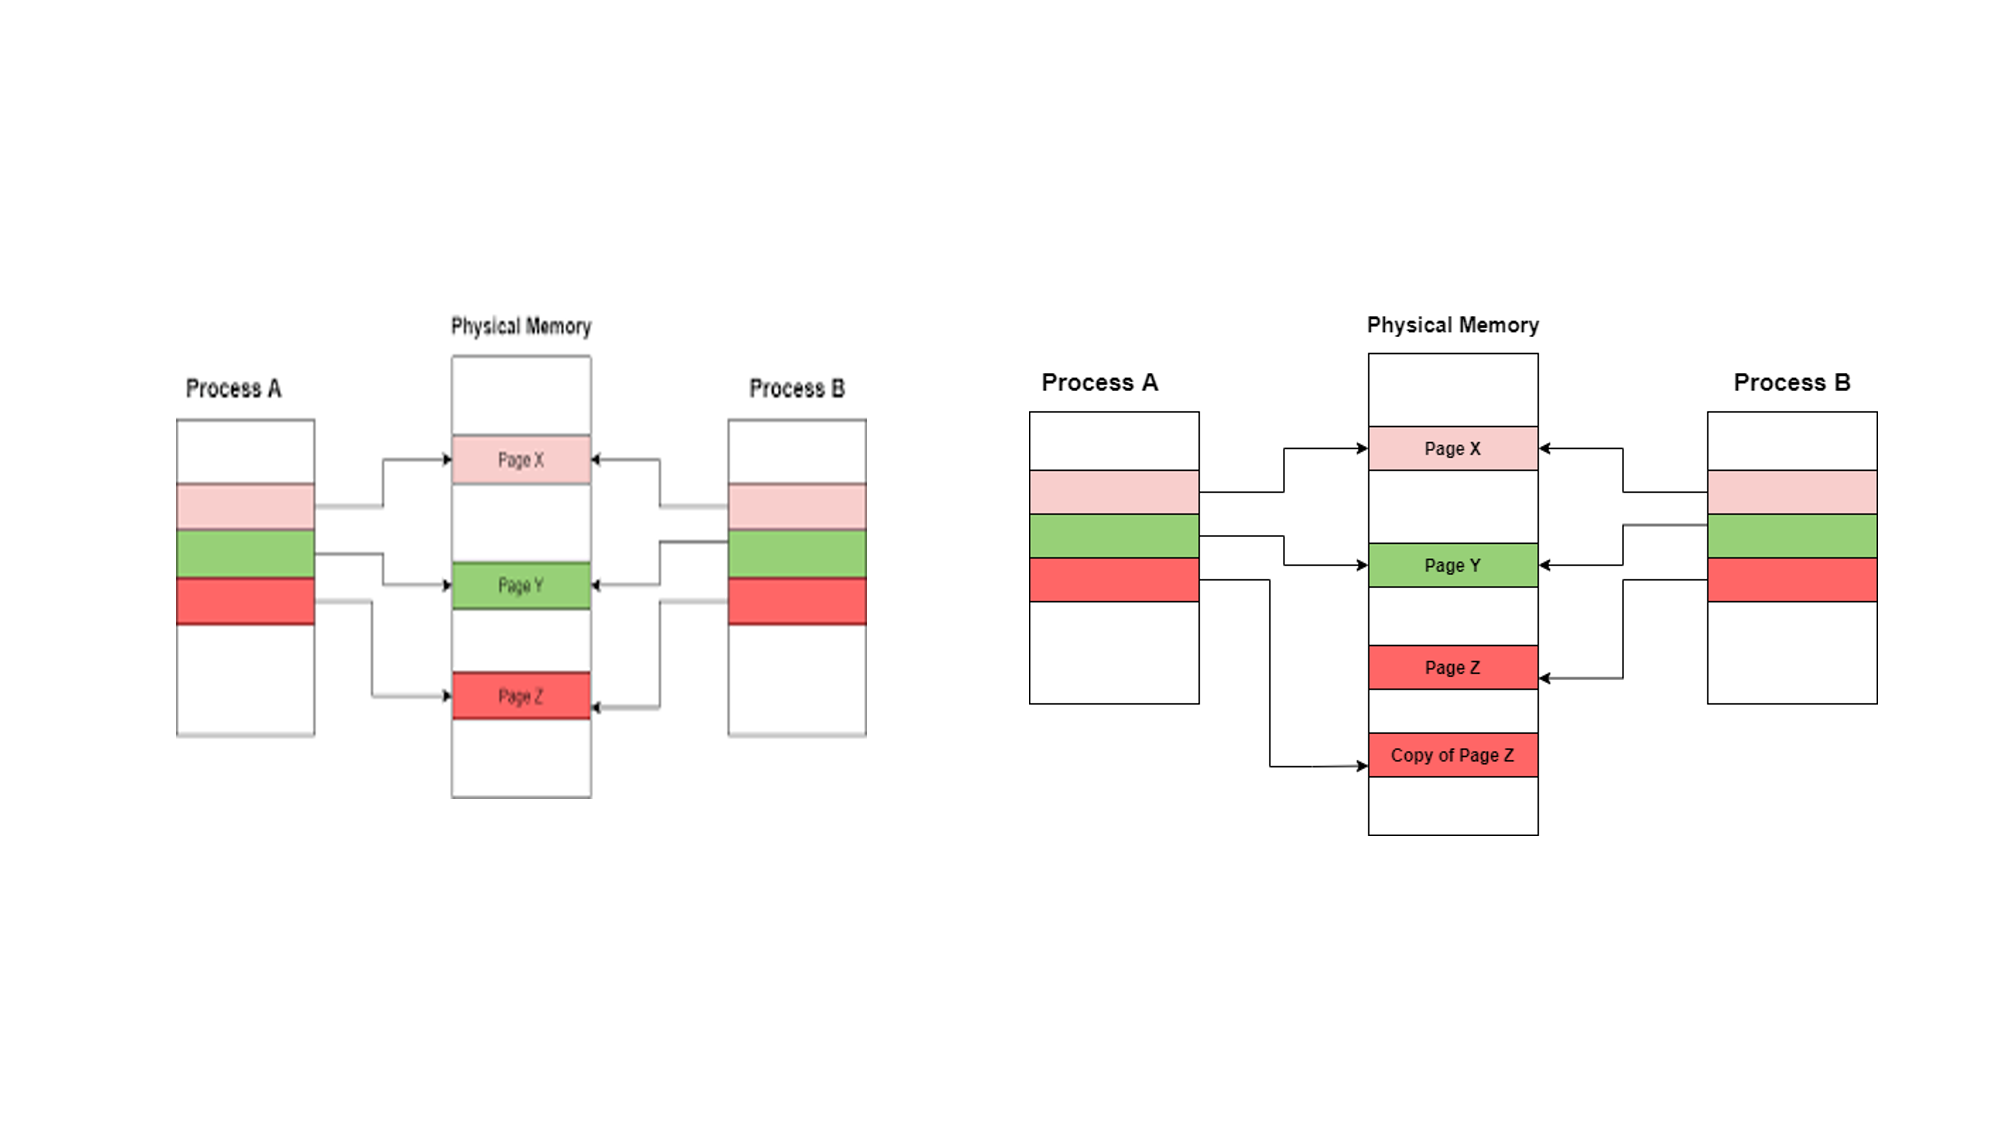 Physical Memory
Process A
Process B
Page X
Page Y
Page Z
Physical Memory
Process A
Process B
Page X
Page Y
Page Z
Copy of Page Z